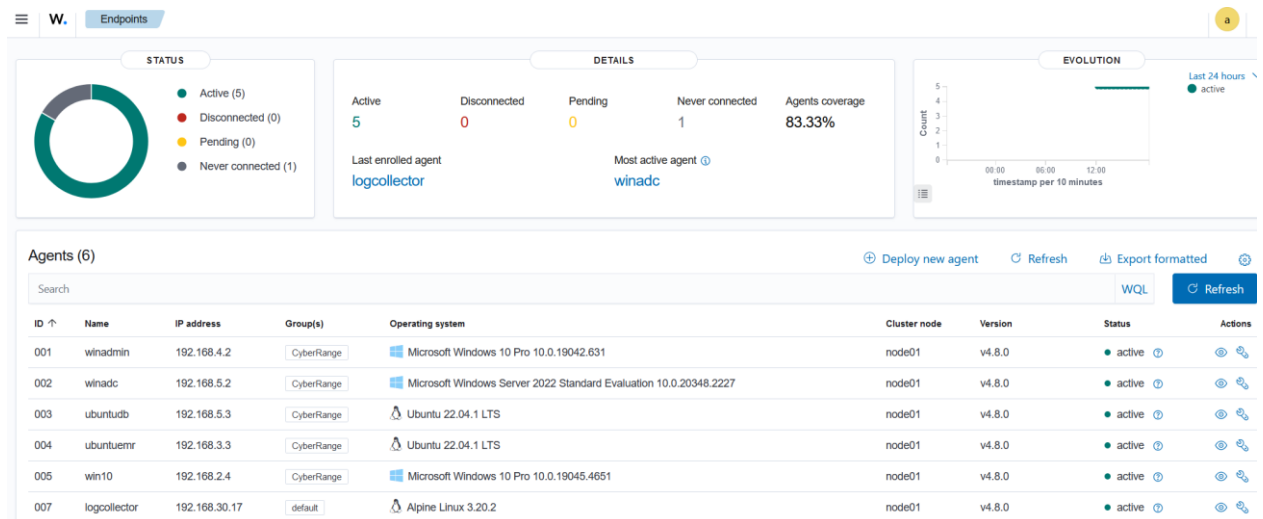 W. Endpoints a
STATUS
Active (5)
Disconnected (0)
Pending (0)
Never connected (1)
DETAILS
Active Disconnected Pending Never connected Agents coverage
5 0 0 1 83.33%
Last enrolled agent Most active agent
logcollector winadc
EVOLUTION
Last 24 hours
active
Count
5
4
3
2
1
0
00:00 06:00 12:00
timestamp per 10 minutes
Agents (6) Deploy new agent Refresh Export formatted
Search WQL Refresh
ID Name IP address Group(s) Operating system Cluster node Version Status Actions
001 winadmin 192.168.4.2 CyberRange Microsoft Windows 10 Pro 10.0.19042.631 node01 v4.8.0 active
002 winadc 192.168.5.2 CyberRange Microsoft Windows Server 2022 Standard Evaluation 10.0.20348.2227 node01 v4.8.0 active
003 ubuntudb 192.168.5.3 CyberRange Ubuntu 22.04.1 LTS node01 v4.8.0 active
004 ubuntuemr 192.168.3.3 CyberRange Ubuntu 22.04.1 LTS node01 v4.8.0 active
005 win10 192.168.2.4 CyberRange Microsoft Windows 10 Pro 10.0.19045.4651 node01 v4.8.0 active
007 logcollector 192.168.30.17 default Alpine Linux 3.20.2 node01 v4.8.0 active